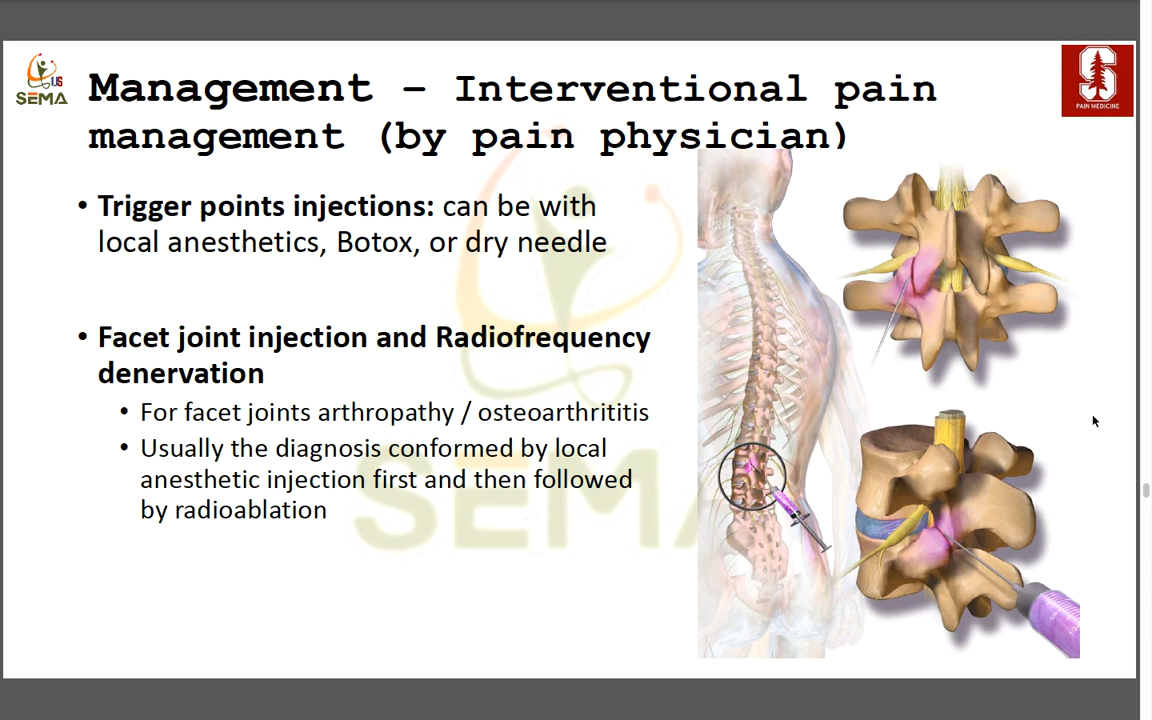 US
SEMA
Management – Interventional pain
management (by pain physician)
S
PAIN MEDICINE
• Trigger points injections: can be with
local anesthetics, Botox, or dry needle
• Facet joint injection and Radiofrequency
denervation
• For facet joints arthropathy / osteoarthrititis
• Usually the diagnosis conformed by local
anesthetic injection first and then followed
by radioablation
SEMA